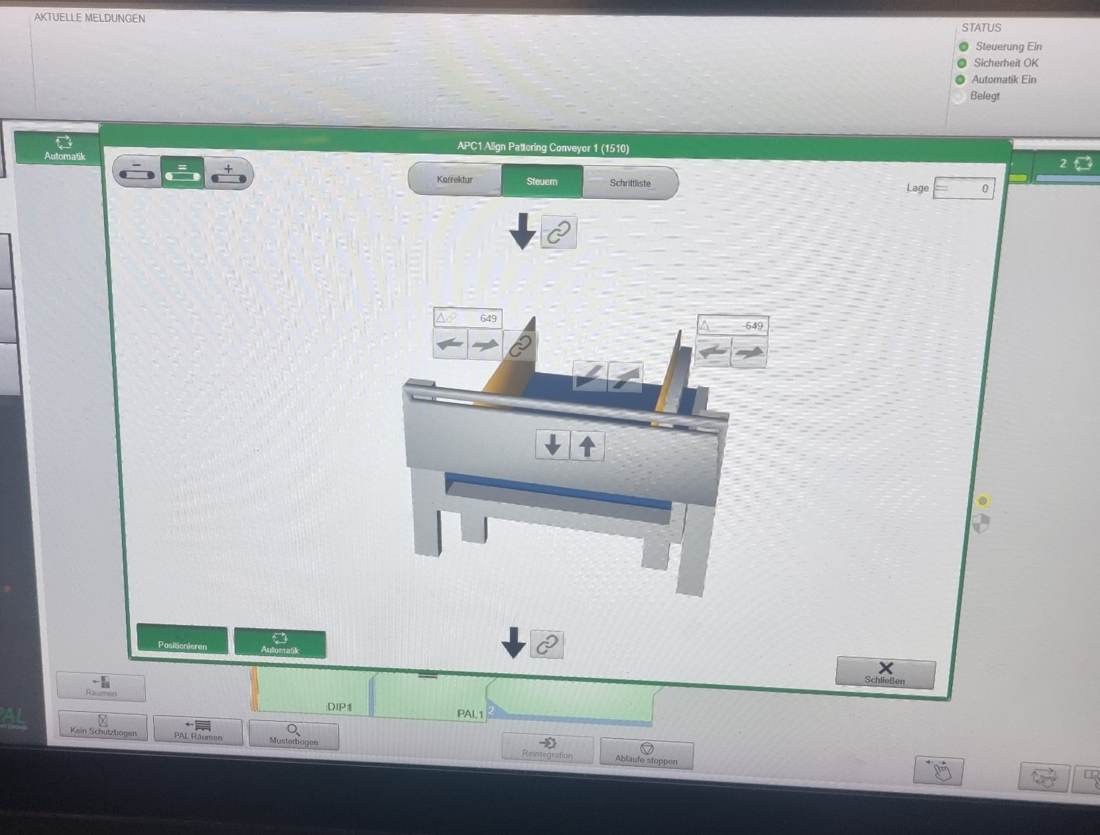 AKTUELLE MELDUNGEN
STATUS
Steuerung Ein
Sicherheit OK
Automatik Ein
Belegt
Automatik
APC1 Align Pattering Conveyor 1 (1510)
2
Korrektur
Steuern
Schrittliste
Lage
0
649
-649
Positionieren
Automatik
Schließen
Räumen
DIP1
PAL1
2
PAL
Kein Schutzbogen
PAL Räumen
Musterbogen
Reintegration
Abläufe stoppen